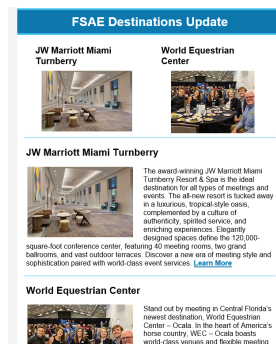 FSAE Destinations Update
JW Marriott Miami
Turnberry
World Equestrian
Center
JW Marriott Miami Turnberry
The award-winning JW Marriott Miami
Turnberry Resort & Spa is the ideal
destination for all types of meetings and
events. The all-new resort is tucked away
in a luxurious, tropical-style oasis,
complemented by a culture of
authenticity, spirited service, and
enriching experiences. Elegantly
designed spaces define the 120,000-
square-foot conference center, featuring 40 meeting rooms, two grand
ballrooms, and vast outdoor terraces. Discover a new era of meeting style and
sophistication paired with world-class event services. Learn More
World Equestrian Center
Stand out by meeting in Central Florida's
newest destination, World Equestrian
Center – Ocala. In the heart of America's
horse country, WEC – Ocala boasts
world-class venues and flexible meeting